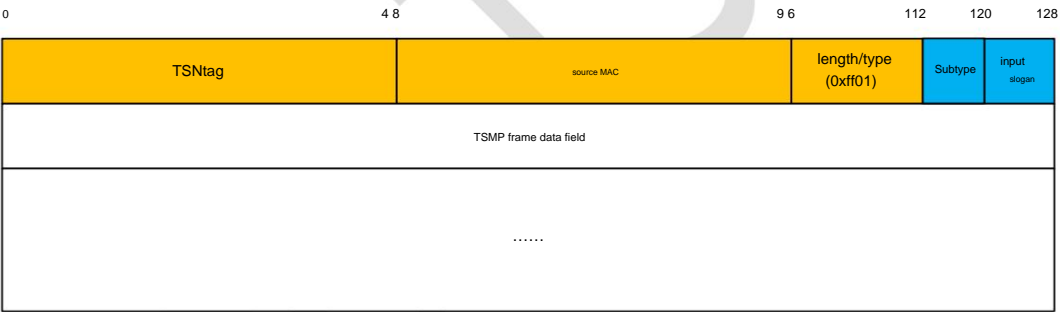 0 4 8 9 6 112 120 128
TSNtag source MAC length/type Subtype input
(0xff01) slogan
TSMP frame data field
......